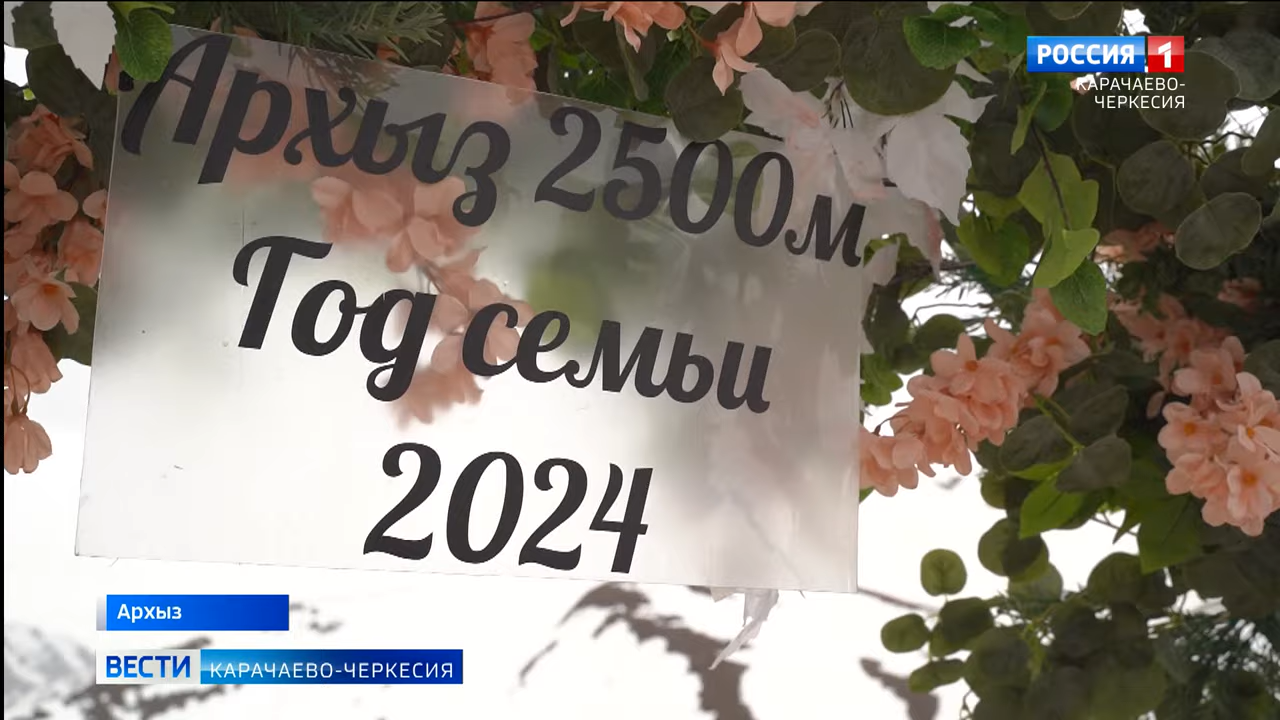 РОССИЯ 1
КАРАЧАЕВО-
ЧЕРКЕСИЯ
Архыз 2500м
Год семьи
2024
Архыз
ВЕСТИ КАРАЧАЕВО-ЧЕРКЕСИЯ